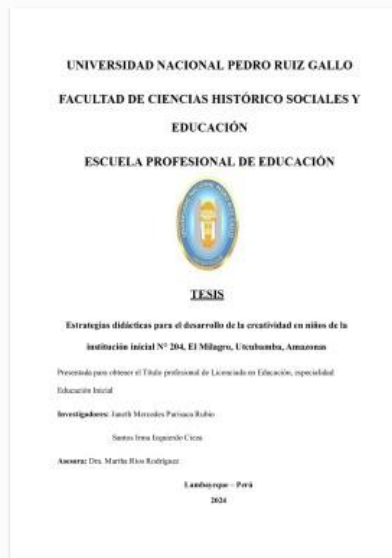 UNIVERSIDAD NACIONAL PEDRO RUIZ GALLO
FACULTAD DE CIENCIAS HISTÓRICO SOCIALES Y
EDUCACIÓN
ESCUELA PROFESIONAL DE EDUCACIÓN
TESIS
Estrategias didácticas para el desarrollo de la creatividad en niños de la
institución inicial N° 204, El Milagro, Utcubamba, Amazonas
Presentada para obtener el Título profesional de Licenciada en Educación, especialidad
Educación Inicial
Investigadores: Janeth Mercedes Rubio
Santos Irma Izquierdo
Asesora: Dra. Martha Ríos Rodríguez
Lambayeque – Perú
2024